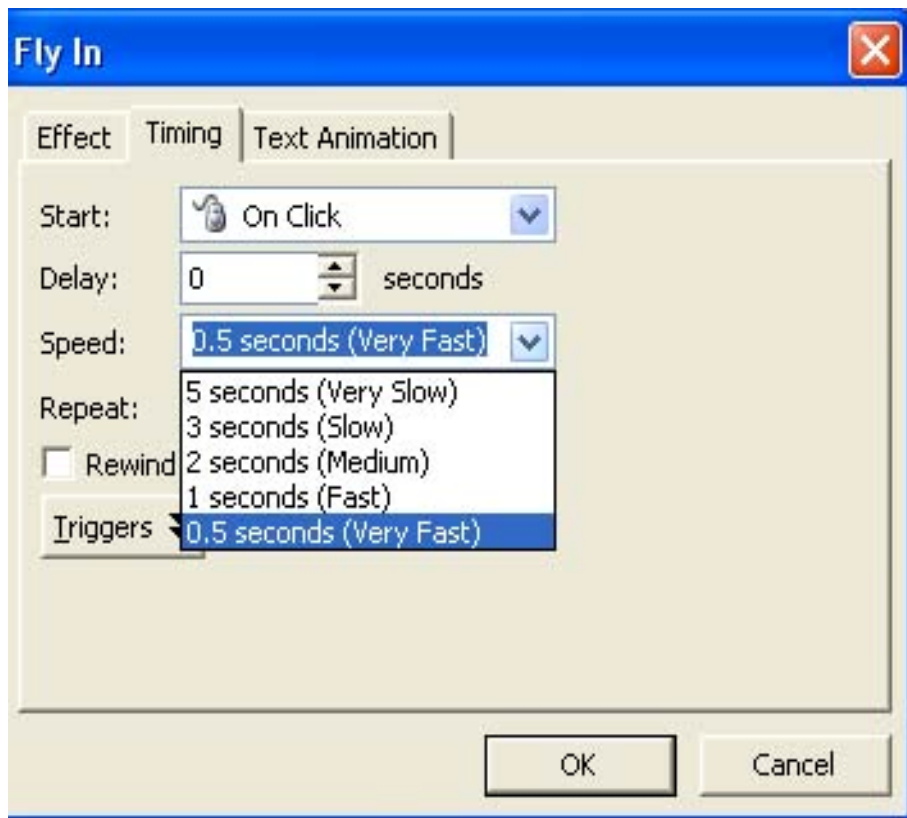 Fly In
Effect Timing Text Animation
Start: On Click
Delay: 0 seconds
Speed: 0.5 seconds (Very Fast)
5 seconds (Very Slow)
Repeat:
3 seconds (Slow)
Rewind 2 seconds (Medium)
1 seconds (Fast)
Triggers
0.5 seconds (Very Fast)
OK Cancel